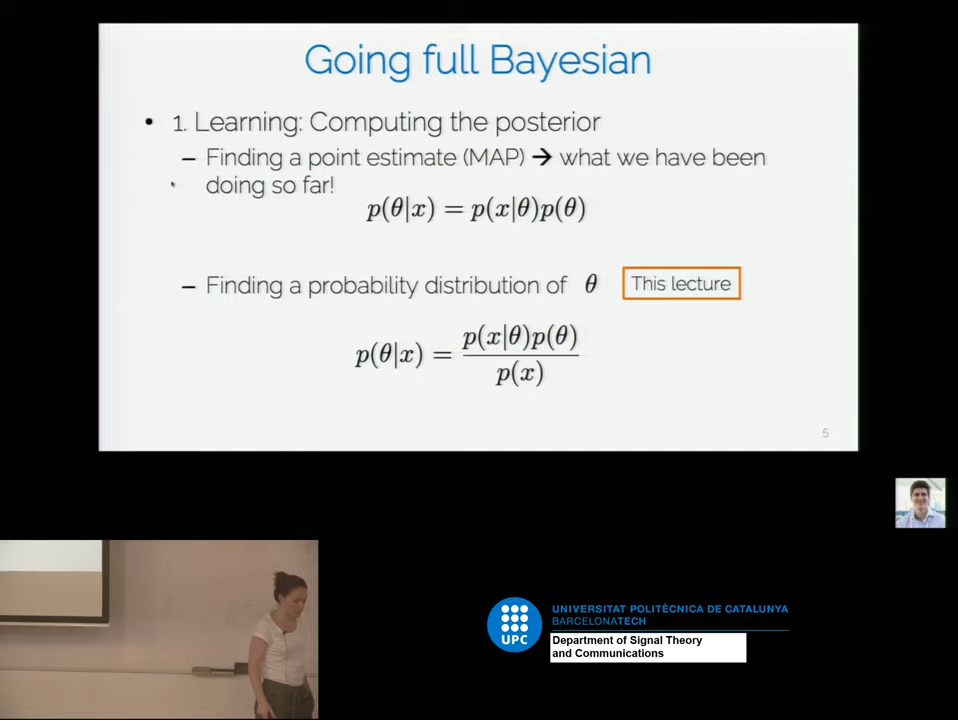 Going full Bayesian
• 1. Learning: Computing the posterior
– Finding a point estimate (MAP) → what we have been
doing so far!
p(θ|x) = p(x|θ)p(θ)
– Finding a probability distribution of θ This lecture
p(θ|x) = p(x|θ)p(θ) / p(x)
5
UNIVERSITAT POLITÈCNICA DE CATALUNYA
BARCELONATECH
UPC
Department of Signal Theory
and Communications